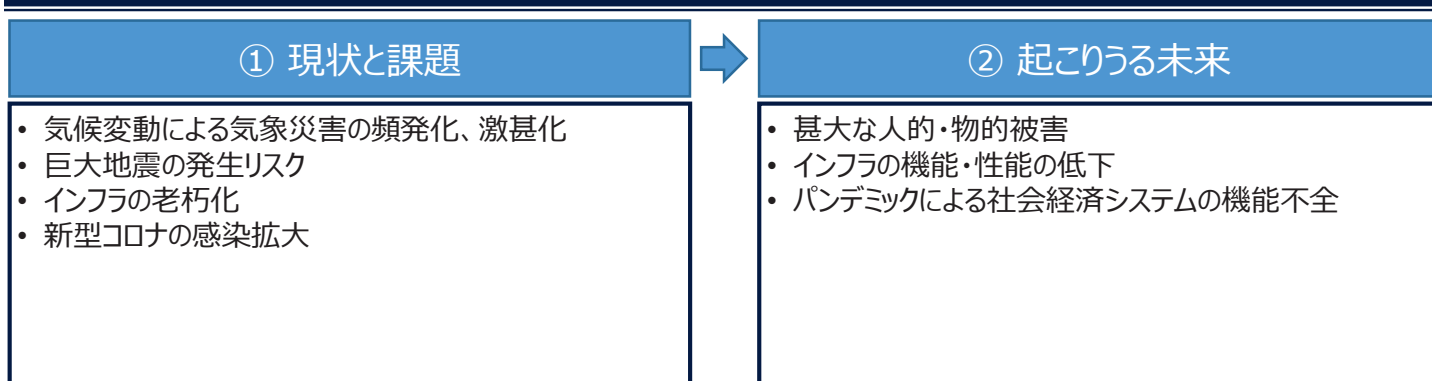 ① 現状と課題
• 気候変動による気象災害の頻発化、激甚化
• 巨大地震の発生リスク
• インフラの老朽化
• 新型コロナの感染拡大
② 起こりうる未来
• 甚大な人的・物的被害
• インフラの機能・性能の低下
• パンデミックによる社会経済システムの機能不全